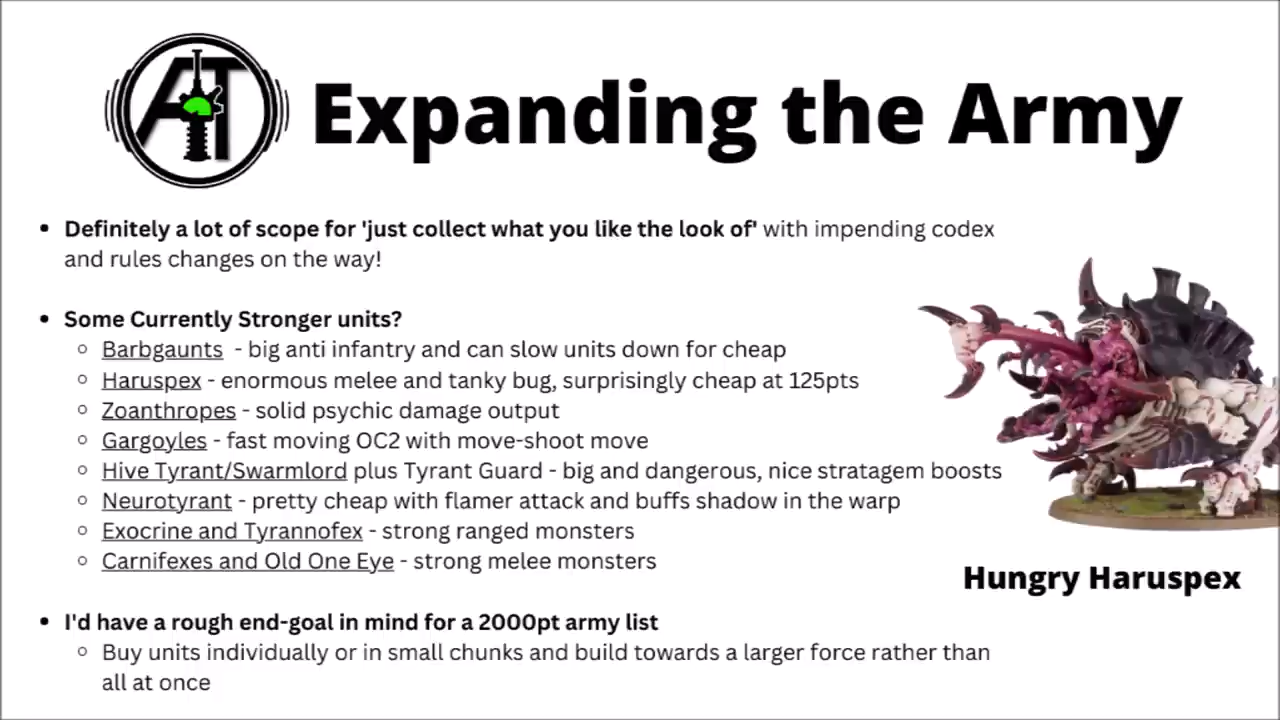 AT
Expanding the Army
• Definitely a lot of scope for 'just collect what you like the look of' with impending codex
and rules changes on the way!
• Some Currently Stronger units?
○ Barbgaunts - big anti infantry and can slow units down for cheap
○ Haruspex - enormous melee and tanky bug, surprisingly cheap at 125pts
○ Zoanthropes - solid psychic damage output
○ Gargoyles - fast moving OC2 with move-shoot move
○ Hive Tyrant/Swarmlord plus Tyrant Guard - big and dangerous, nice stratagem boosts
○ Neurotyrant - pretty cheap with flamer attack and buffs shadow in the warp
○ Exocrine and Tyrannofex - strong ranged monsters
○ Carnifexes and Old One Eye - strong melee monsters
Hungry Haruspex
• I'd have a rough end-goal in mind for a 2000pt army list
○ Buy units individually or in small chunks and build towards a larger force rather than
all at once